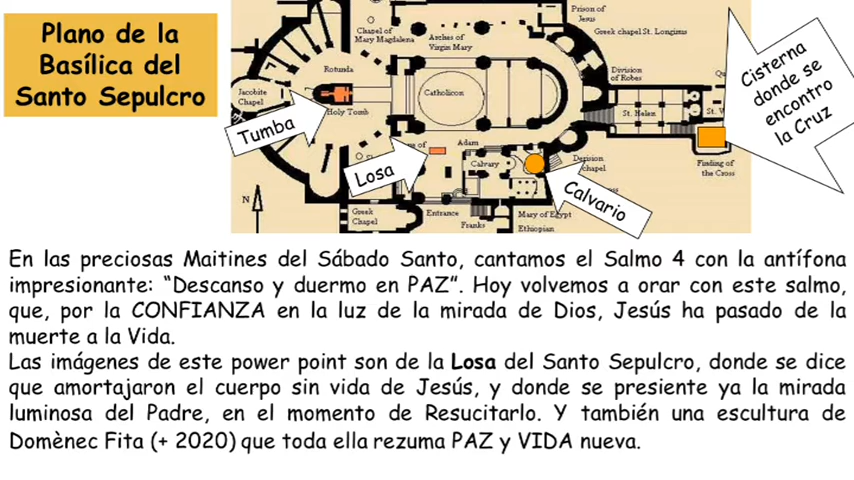 Plano de la
Basílica del
Santo Sepulcro
Prison of
Jesus
Chapel of
Mary Magdalena
Arches of
Virgin Mary
Greek chapel St. Longinus
Cisterna
donde se
encontro
la Cruz
Rotunda
Division
of Robes
Jacobite
Chapel
Catholicon
Holy Tomb
St. Helen
St.
Tumba
Adam
Losa
Calvary
chapel
Finding of
the Cross
Calvario
N
Greek
Chapel
Entrance
Franks
Mary of Egypt
Ethiopian
En las preciosas Maitines del Sábado Santo, cantamos el Salmo 4 con la antífona
impresionante: “Descanso y duermo en PAZ”. Hoy volvemos a orar con este salmo,
que, por la CONFIANZA en la luz de la mirada de Dios, Jesús ha pasado de la
muerte a la Vida.
Las imágenes de este power point son de la Losa del Santo Sepulcro, donde se dice
que amortajaron el cuerpo sin vida de Jesús, y donde se presiente ya la mirada
luminosa del Padre, en el momento de Resucitarlo. Y también una escultura de
Domènec Fita (+ 2020) que toda ella rezuma PAZ y VIDA nueva.